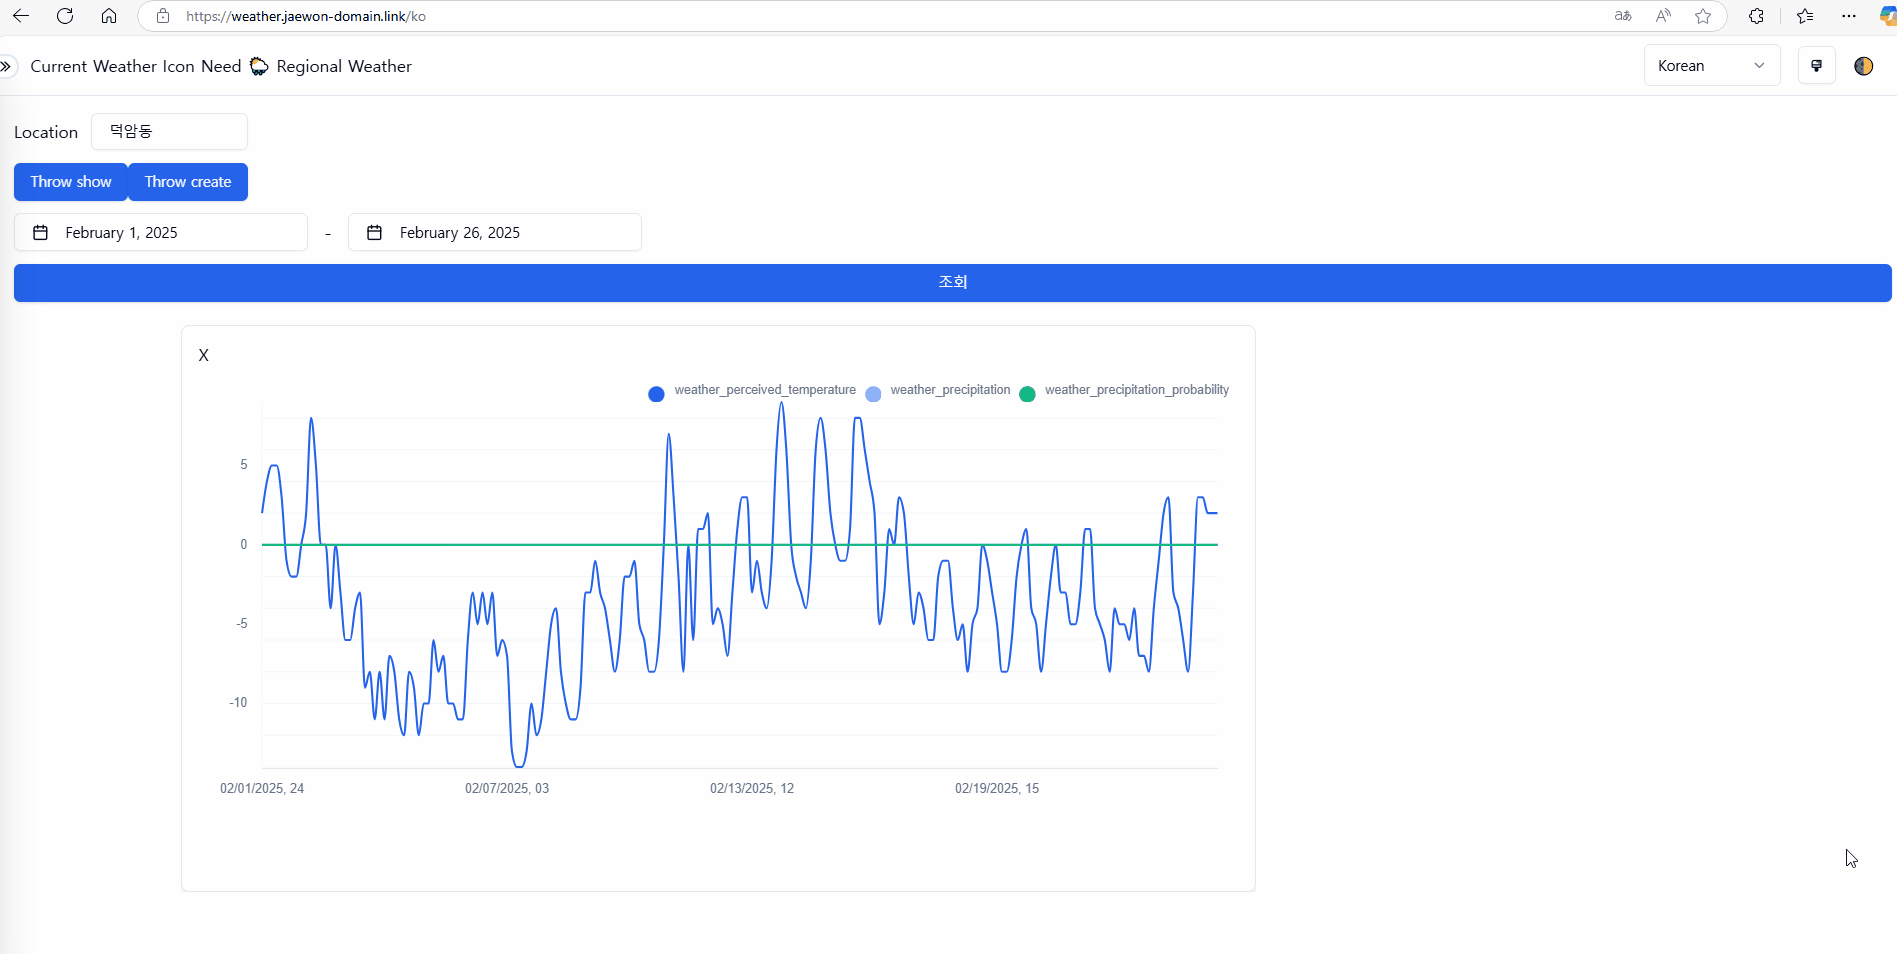 https://weather.jaewon-domain.link/ko
Current Weather Icon Need Regional Weather
Korean
Location 덕암동
Throw show Throw create
February 1, 2025 - February 26, 2025
조회
X
weather_perceived_temperature weather_precipitation weather_precipitation_probability
5
0
-5
-10
02/01/2025, 24 02/07/2025, 03 02/13/2025, 12 02/19/2025, 15